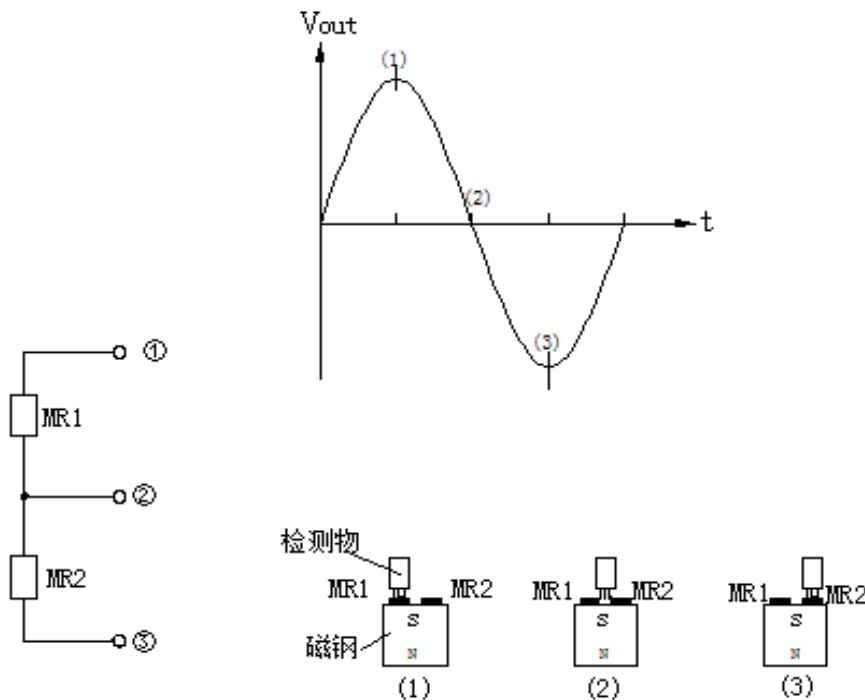 Vout
(1)
(2)
t
(3)
①
MR1
②
MR2
③
检测物
MR1 MR2 MR1 MR2 MR1 MR2
磁钢 S S S
N N N
(1) (2) (3)